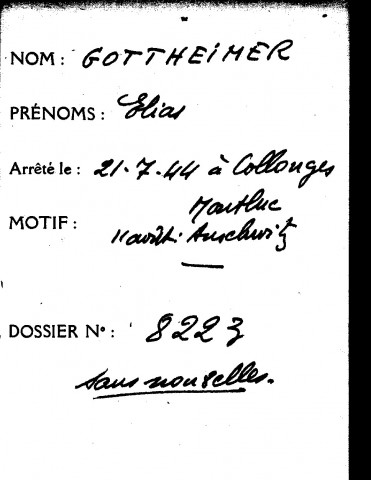 NOM : GOTTHEIMER
PRÉNOMS : Elias
Arrêté le : 21.7.44 à Collonges
Montluc
MOTIF : 11 août. Auschwitz
DOSSIER N° : 8223
sans nouvelles.